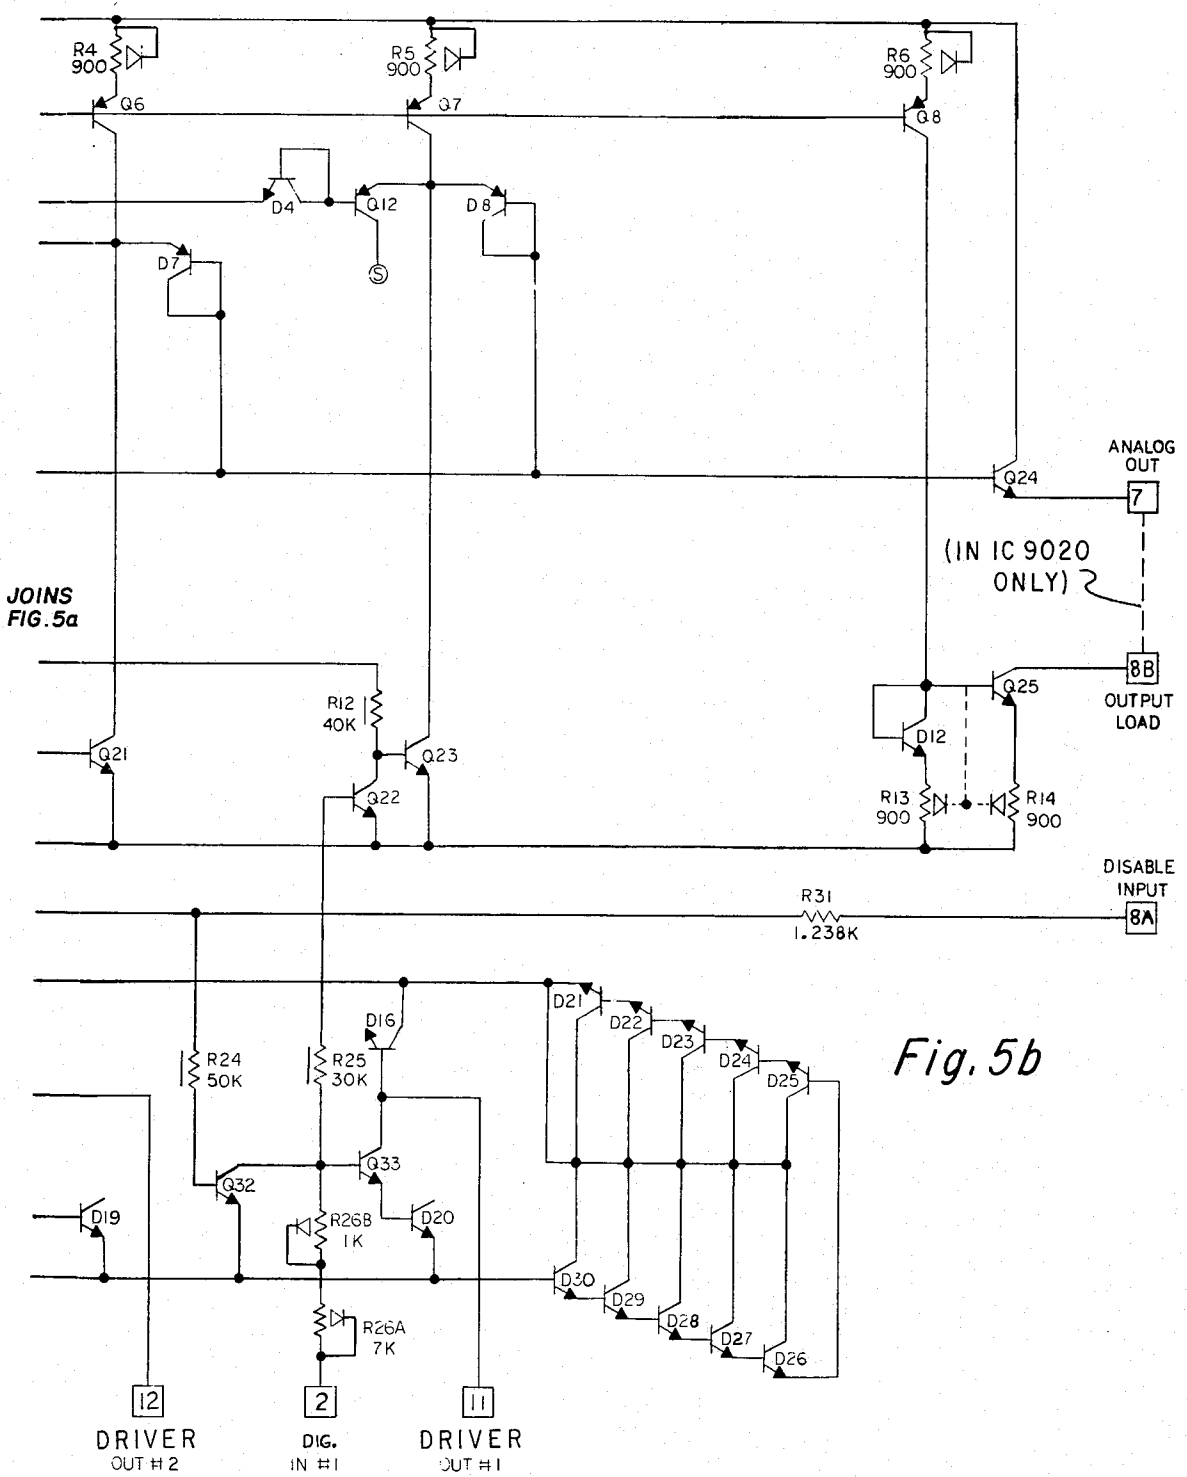 R4
900
R5
900
R6
900
Q6
Q7
Q8
D4
Q12
D8
D7
S
Q24
ANALOG
OUT
7
(IN IC 9020
ONLY)
JOINS
FIG. 5a
8B
OUTPUT
LOAD
R12
40K
Q25
D12
Q21
Q23
Q22
R13
900
R14
900
DISABLE
INPUT
8A
R31
1.238K
D21
D22
D23
D24
D25
D16
Fig. 5b
R24
50K
R25
30K
Q33
Q32
D19
R26B
1K
D20
D30
D29
D28
D27
D26
R26A
7K
12
2
11
DRIVER
OUT #2
DIG.
IN #1
DRIVER
OUT #1